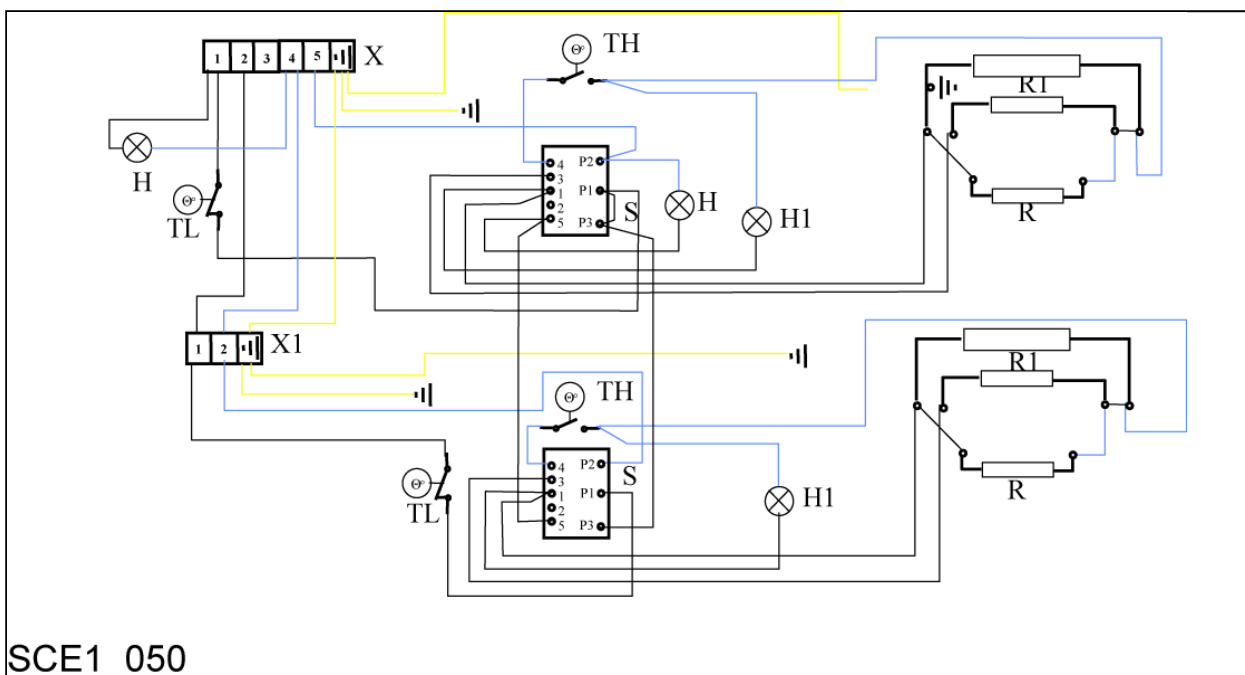 1 2 3 4 5 X
Θ° TH
R1
H
4 P2
3
1 P1
2 S
5 P3
H
H1
R
Θ°
TL
1 2 X1
R1
Θ° TH
4 P2
3 S
1 P1
2
5 P3
H1
R
Θ°
TL
SCE1 050